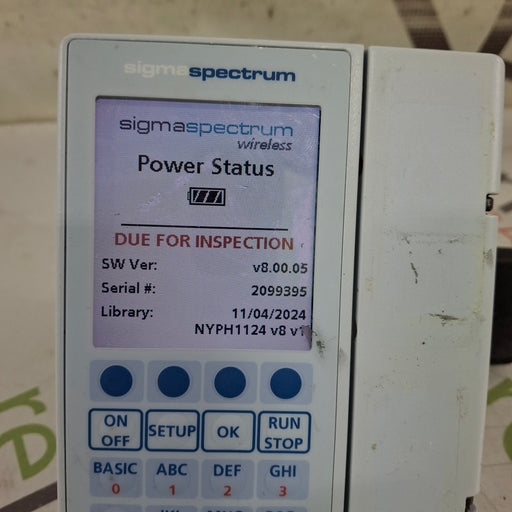 sigmaspectrum
sigmaspectrum
wireless
Power Status
DUE FOR INSPECTION
SW Ver: v8.00.05
Serial #: 2099395
Library: 11/04/2024
NYPH1124 v8 v1
ON OFF
SETUP
OK
RUN STOP
BASIC 0
ABC 1
DEF 2
GHI 3
re